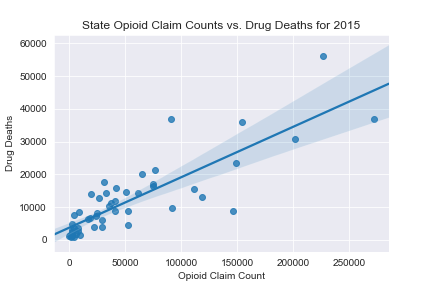 State Opioid Claim Counts vs. Drug Deaths for 2015
60000
50000
40000
30000
20000
10000
0
Drug Deaths
0 50000 100000 150000 200000 250000
Opioid Claim Count